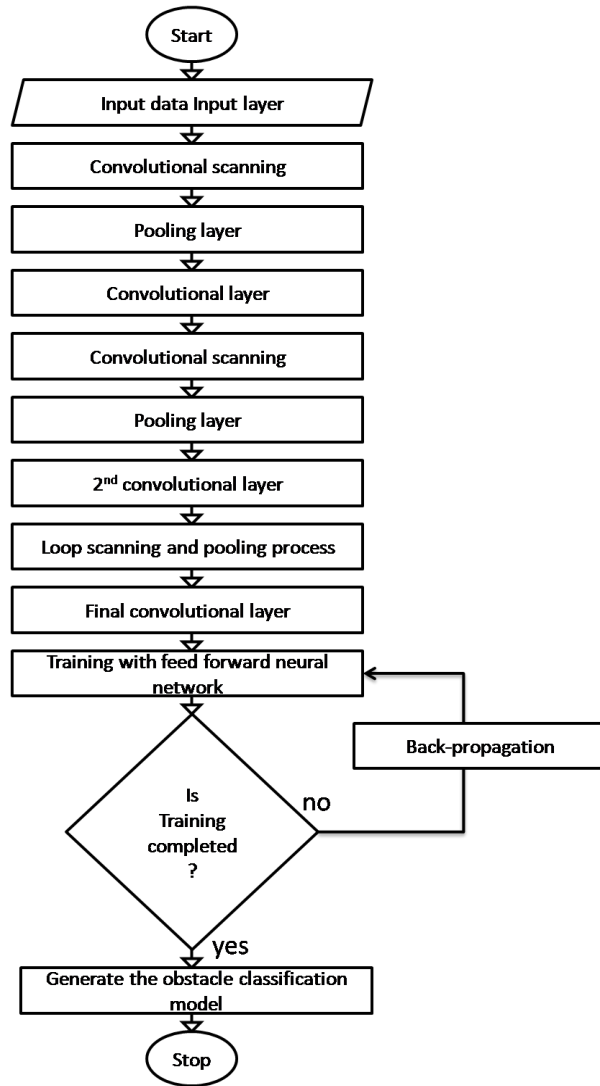 Start
Input data Input layer
Convolutional scanning
Pooling layer
Convolutional layer
Convolutional scanning
Pooling layer
2nd convolutional layer
Loop scanning and pooling process
Final convolutional layer
Training with feed forward neural
network
Back-propagation
Is
Training
completed
?
no
yes
Generate the obstacle classification
model
Stop